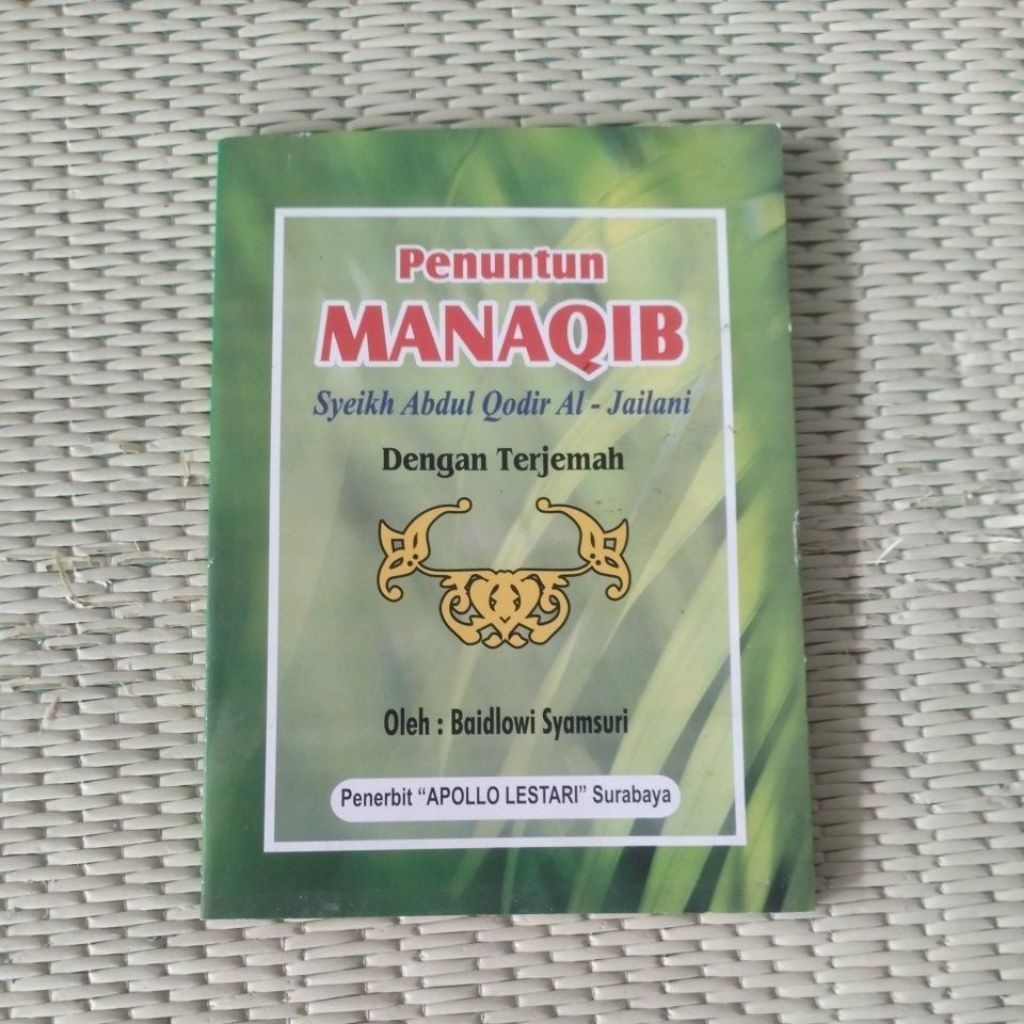 Penuntun
MANAQIB
Syeikh Abdul Qodir Al - Jailani
Dengan Terjemah
Oleh : Baidlowi Syamsuri
Penerbit “APOLLO LESTARI” Surabaya